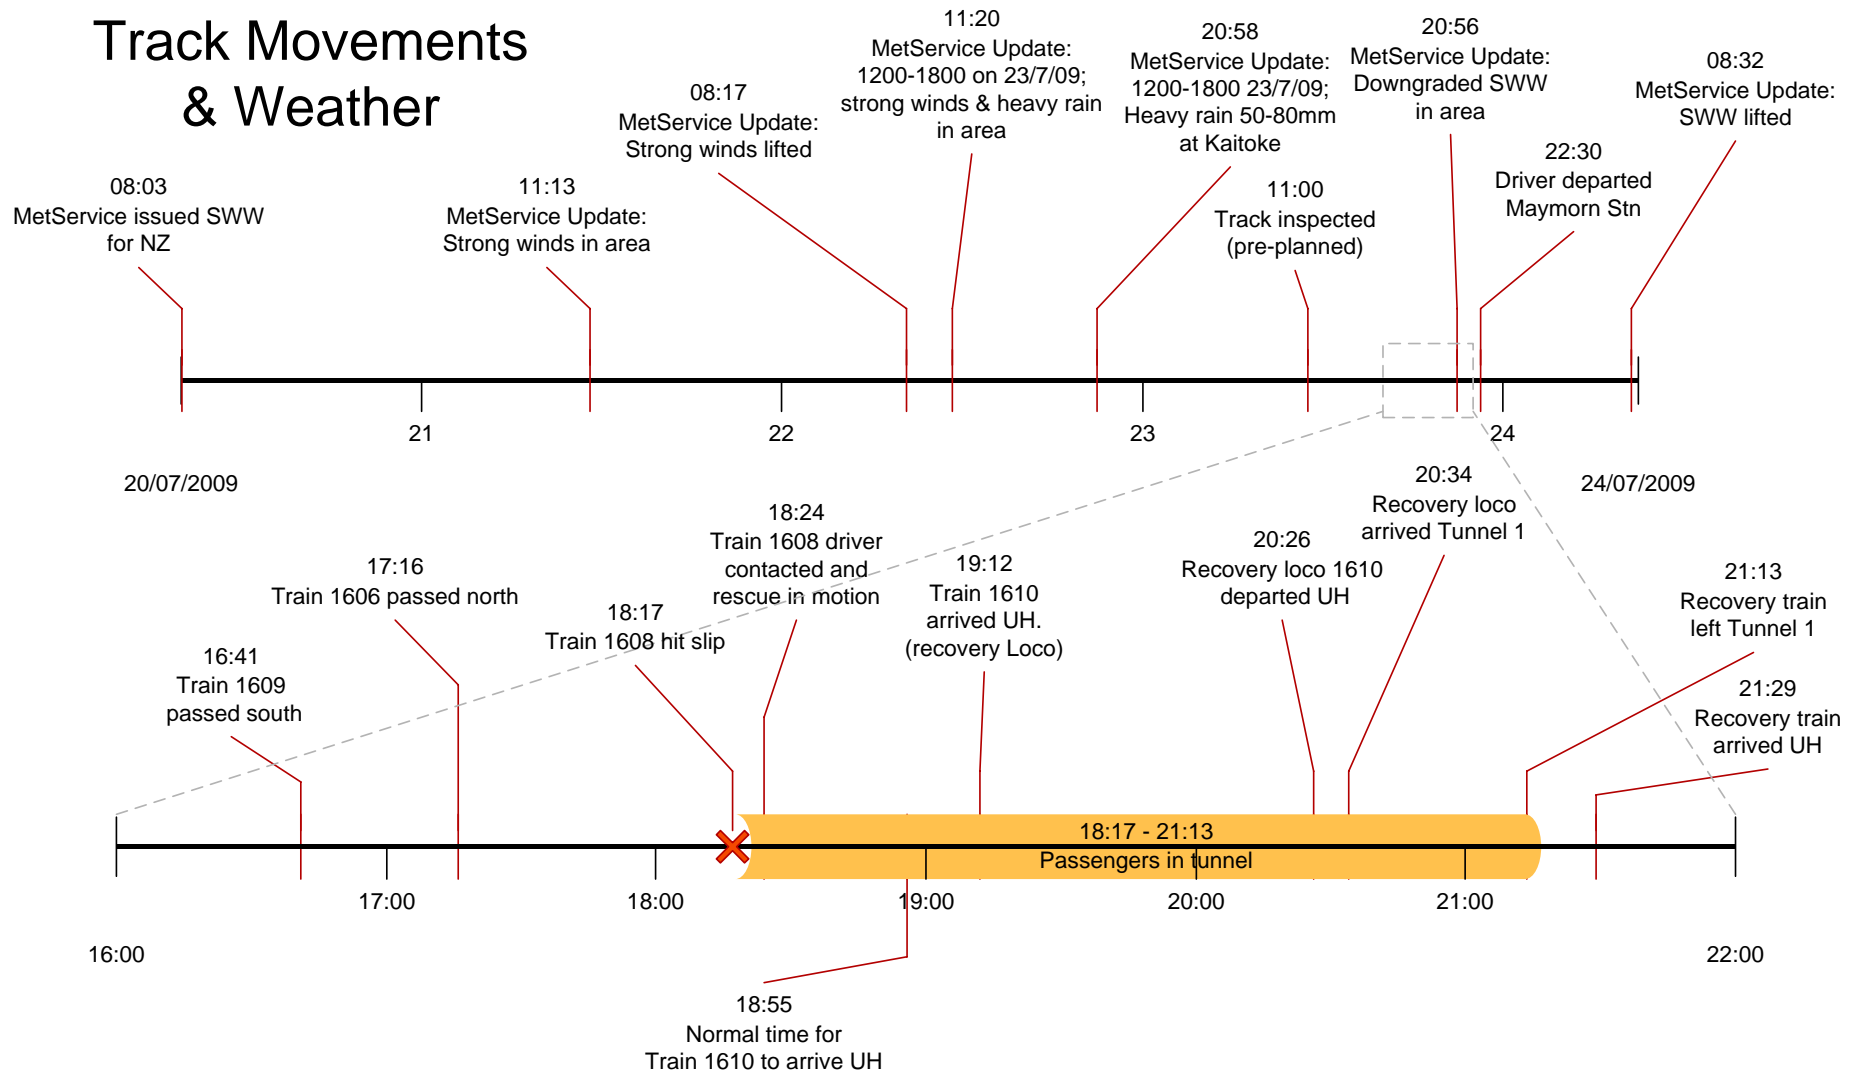 Track Movements
& Weather
08:03
MetService issued SWW
for NZ
11:13
MetService Update:
Strong winds in area
08:17
MetService Update:
Strong winds lifted
11:20
MetService Update:
1200-1800 on 23/7/09;
strong winds & heavy rain
in area
20:58
MetService Update:
1200-1800 23/7/09;
Heavy rain 50-80mm
at Kaitoke
11:00
Track inspected
(pre-planned)
20:56
MetService Update:
Downgraded SWW
in area
22:30
Driver departed
Maymorn Stn
08:32
MetService Update:
SWW lifted
21
22
23
24
20/07/2009
24/07/2009
16:41
Train 1609
passed south
17:16
Train 1606 passed north
18:17
Train 1608 hit slip
18:24
Train 1608 driver
contacted and
rescue in motion
19:12
Train 1610
arrived UH.
(recovery Loco)
20:26
Recovery loco 1610
departed UH
20:34
Recovery loco
arrived Tunnel 1
21:13
Recovery train
left Tunnel 1
21:29
Recovery train
arrived UH
18:17 - 21:13
Passengers in tunnel
17:00
18:00
19:00
20:00
21:00
16:00
22:00
18:55
Normal time for
Train 1610 to arrive UH